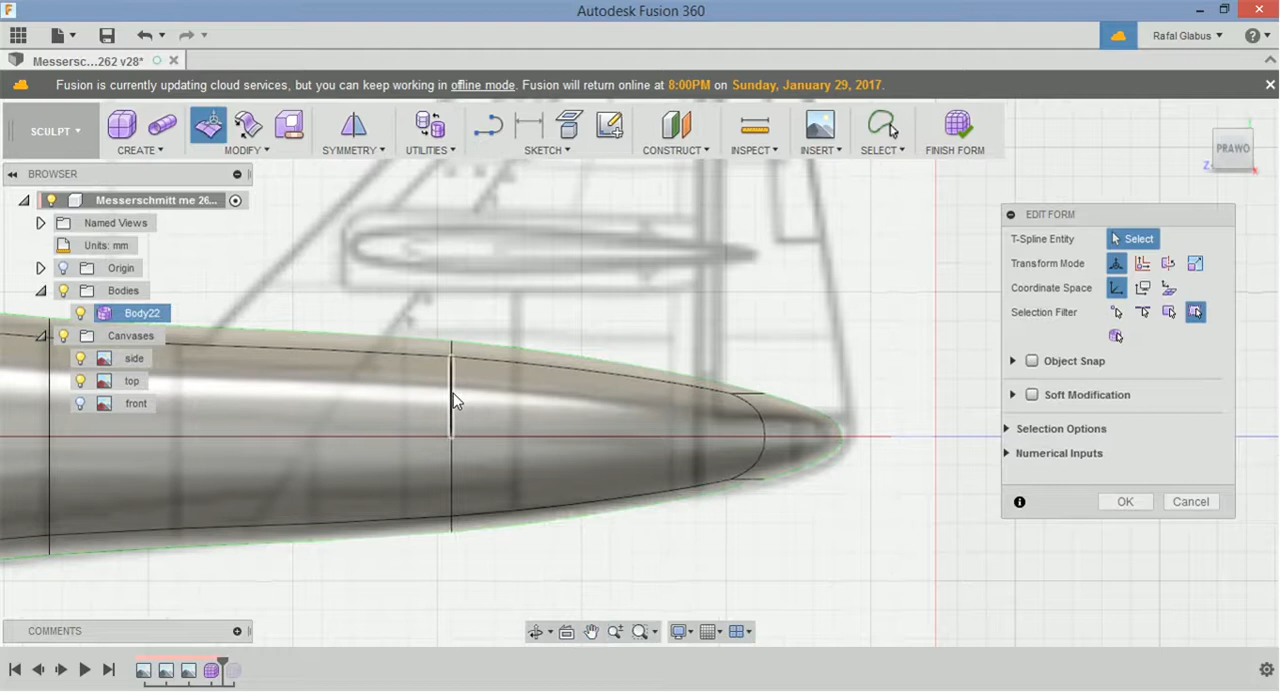 Autodesk Fusion 360
Rafal Glabus
Messersc....262 v28*
Fusion is currently updating cloud services, but you can keep working in offline mode. Fusion will return online at 8:00PM on Sunday, January 29, 2017.
SCULPT
CREATE
MODIFY
SYMMETRY
UTILITIES
SKETCH
CONSTRUCT
INSPECT
INSERT
SELECT
FINISH FORM
BROWSER
Messerschmitt me 26...
Named Views
Units: mm
Origin
Bodies
Body22
Canvases
side
top
front
PRAWO
Z
EDIT FORM
T-Spline Entity
Select
Transform Mode
Coordinate Space
Selection Filter
Object Snap
Soft Modification
Selection Options
Numerical Inputs
OK
Cancel
COMMENTS